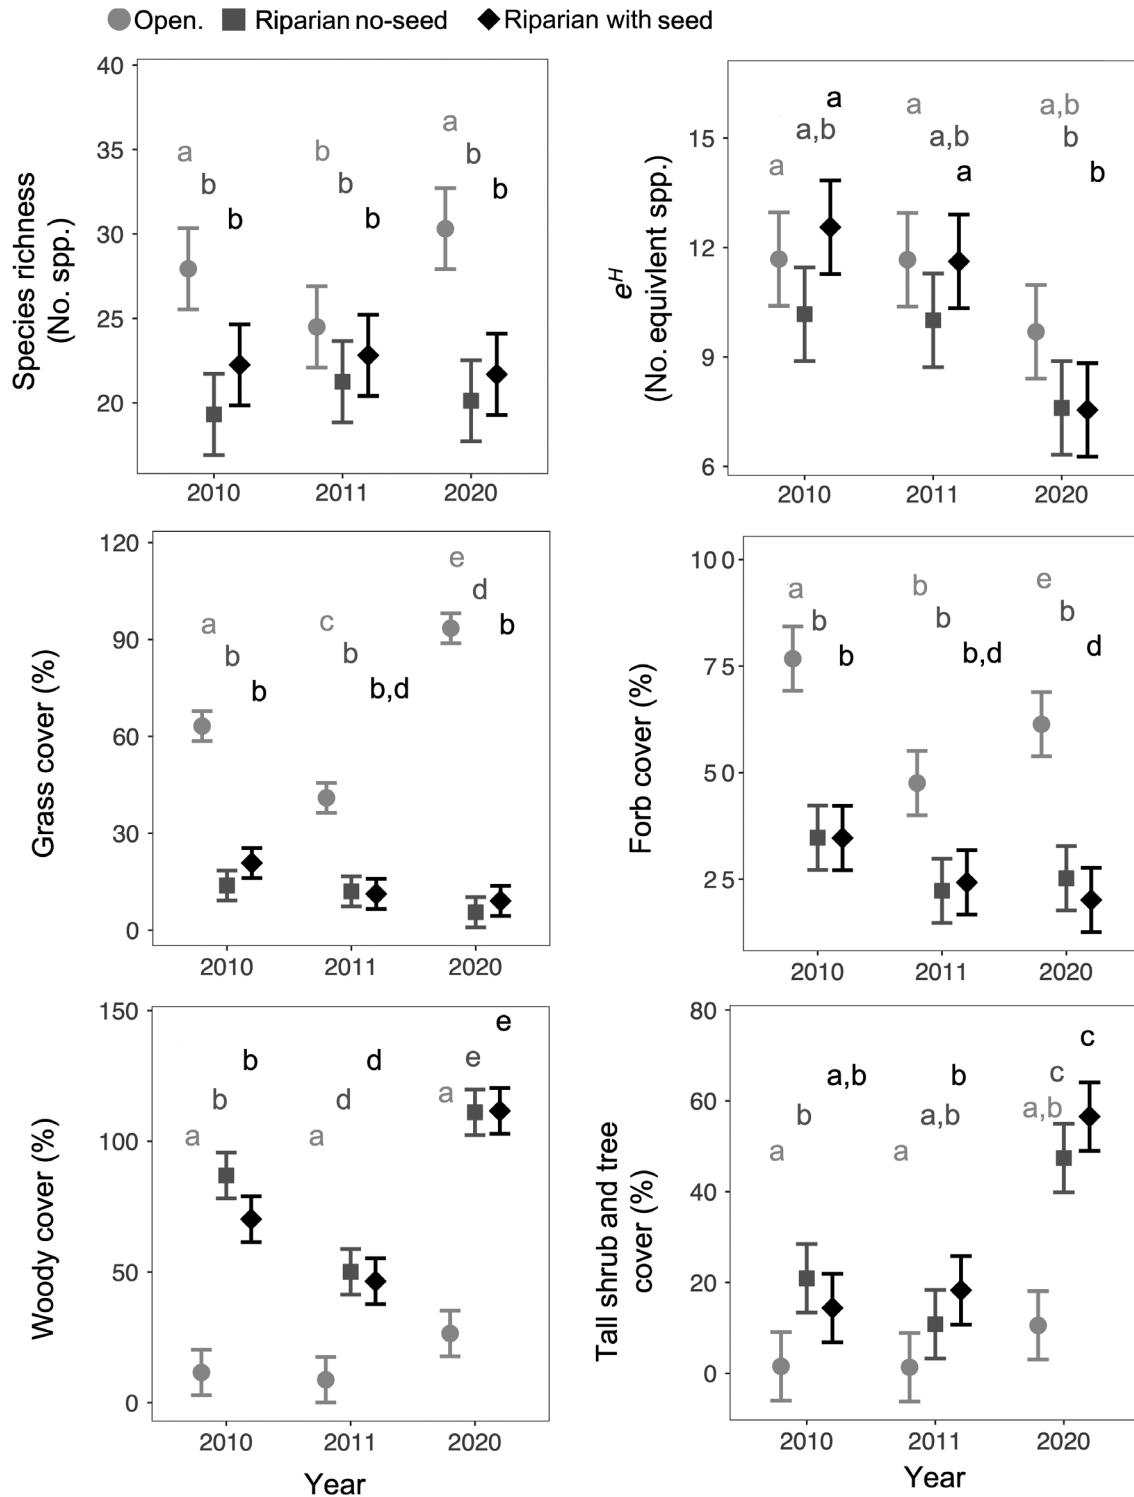 Open. Riparian no-seed Riparian with seed
40
35
30
25
20
Species richness
(No. spp.)
a
b
b
b
b
b
a
b
b
2010 2011 2020
15
12
9
6
eH
(No. equivlent spp.)
a
a,b
a
a
a,b
a
a,b
b
b
2010 2011 2020
120
90
60
30
0
Grass cover (%)
a
b
b
c
b
b,d
e
d
b
2010 2011 2020
100
75
50
25
Forb cover (%)
a
b
b
b
b
b,d
e
b
d
2010 2011 2020
150
100
50
0
Woody cover (%)
a
b
b
a
d
d
a
e
e
2010 2011 2020
Year
80
60
40
20
0
Tall shrub and tree
cover (%)
a
b
a,b
a
a,b
b
a,b
c
c
2010 2011 2020
Year